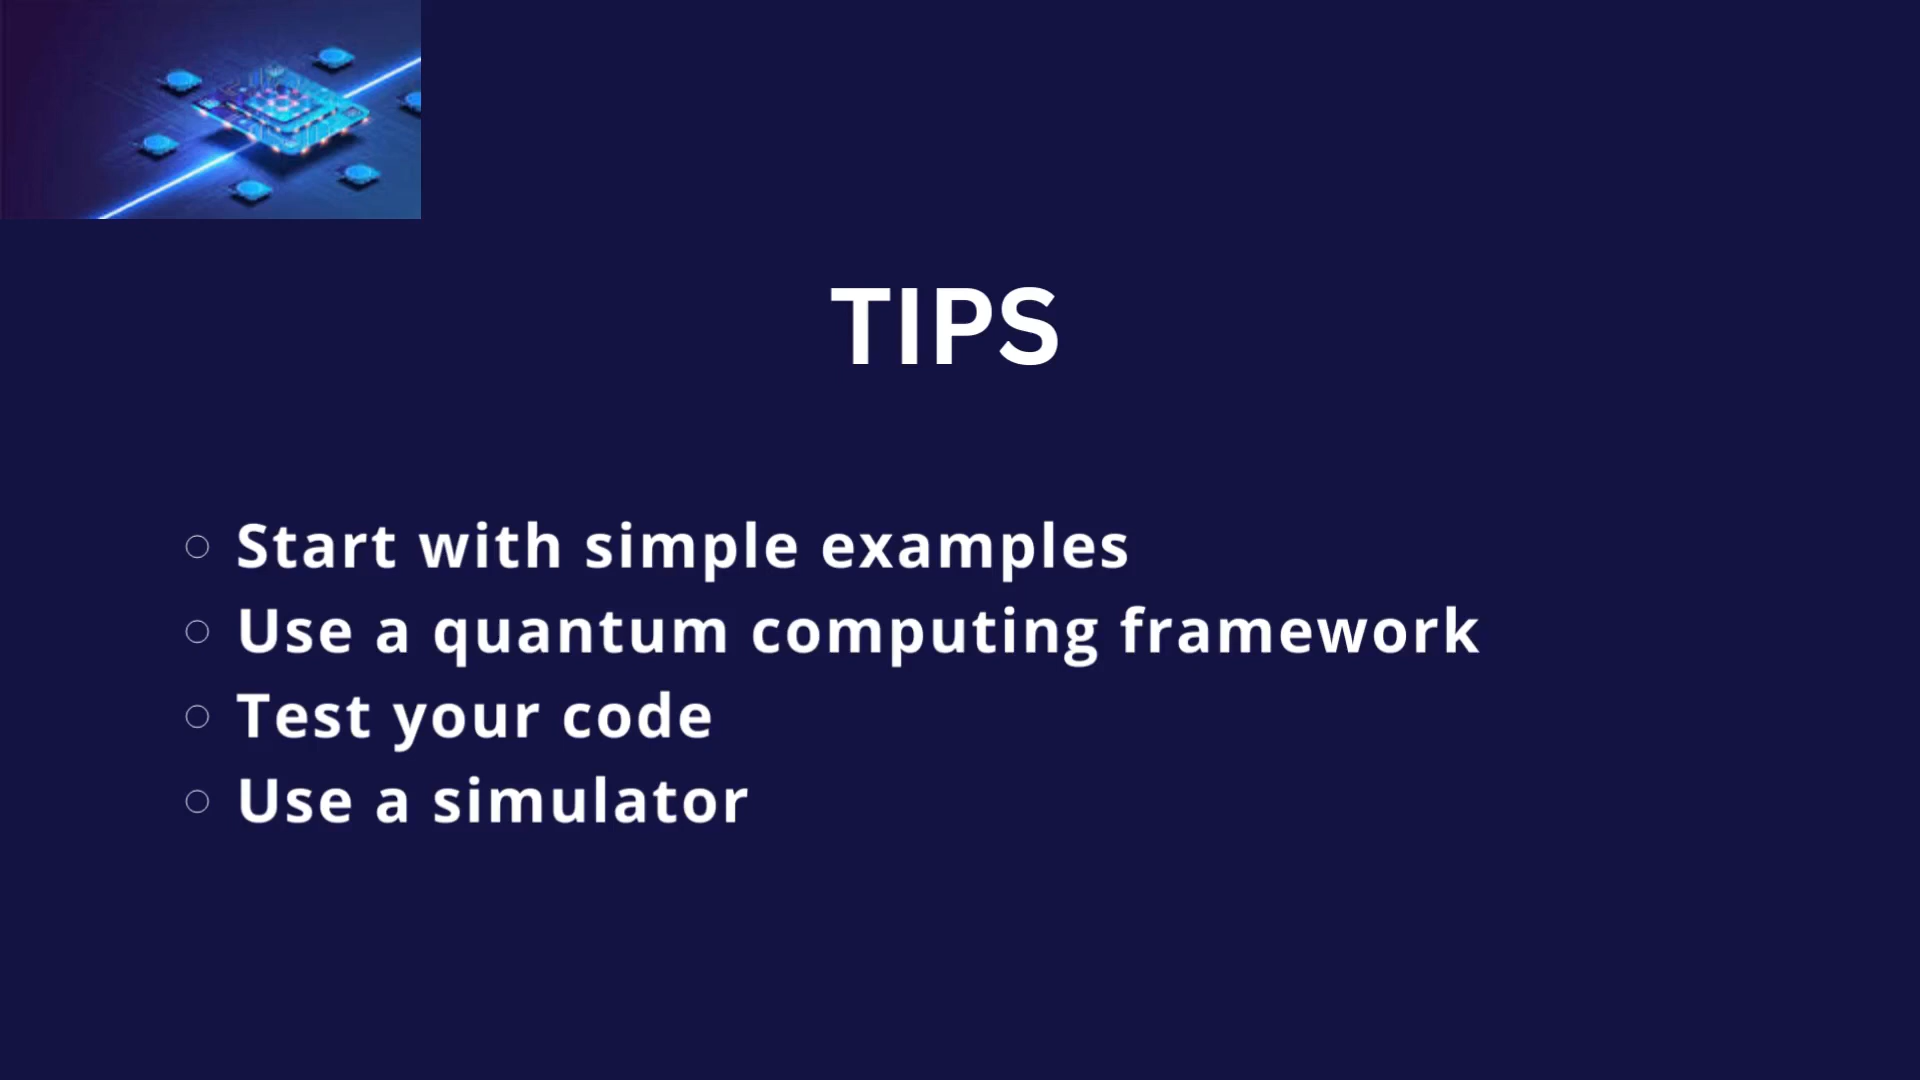 TIPS
Start with simple examples
Use a quantum computing framework
Test your code
Use a simulator